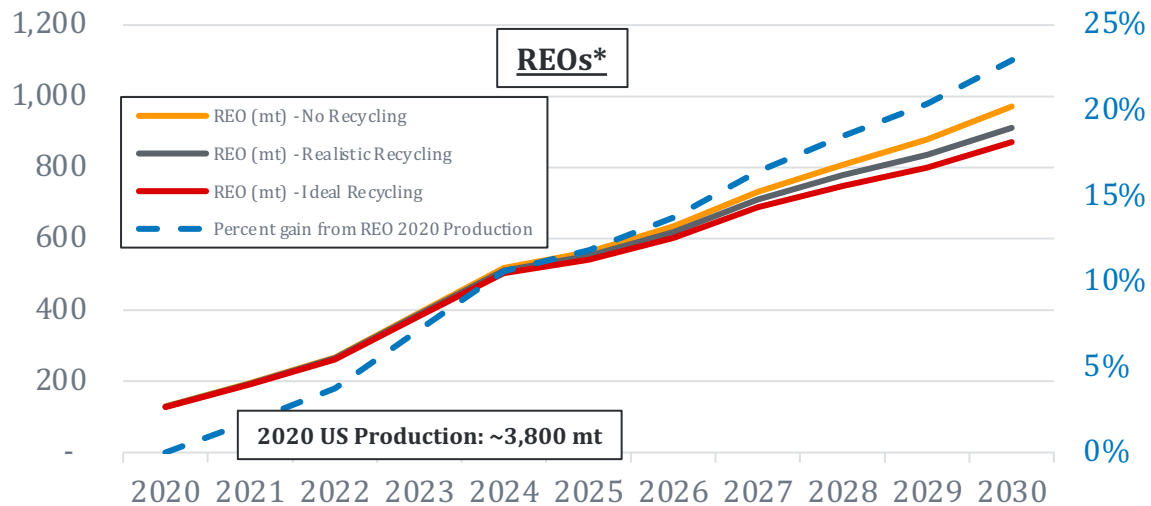 1,200
1,000
800
600
400
200
-
REOs*
REO (mt) - No Recycling
REO (mt) - Realistic Recycling
REO (mt) - Ideal Recycling
Percent gain from REO 2020 Production
2020 US Production: ~3,800 mt
25%
20%
15%
10%
5%
0%
2020 2021 2022 2023 2024 2025 2026 2027 2028 2029 2030